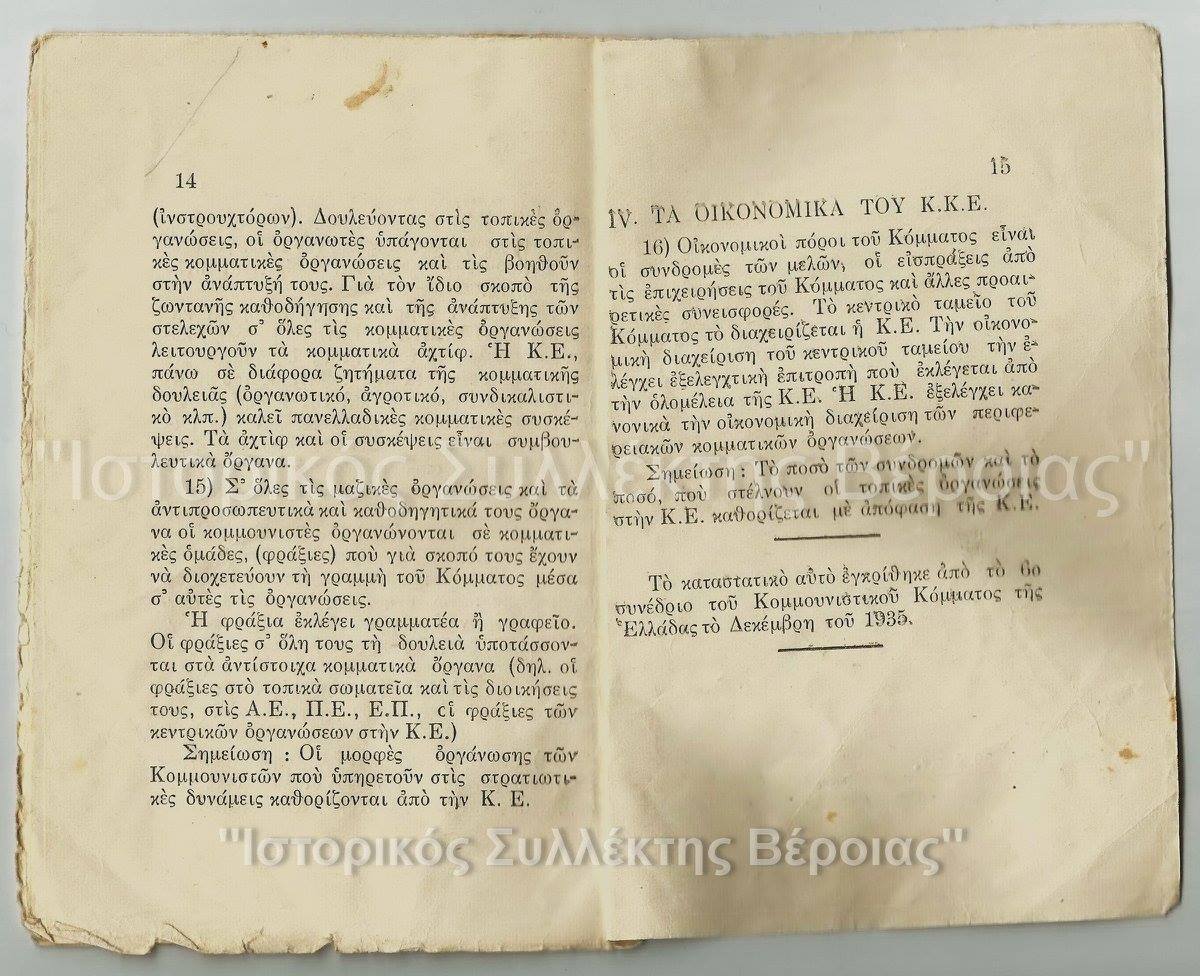 14
(ἰνστρουχτόρων). Δουλεύοντας στὶς τοπικὲς ὀρ-
γανώσεις, οἱ ὀργανωτὲς ὑπάγονται στὶς τοπι-
κὲς κομματικὲς ὀργανώσεις καὶ τὶς βοηθοῦν
στὴν ἀνάπτυξή τους. Γιὰ τὸν ἴδιο σκοπὸ τῆς
ζωντανῆς καθοδήγησης καὶ τῆς ἀνάπτυξης τῶν
στελεχῶν σ' ὅλες τὶς κομματικὲς ὀργανώσεις
λειτουργοῦν τὰ κομματικὰ ἀχτίφ. Ἡ Κ.Ε.,
πάνω σὲ διάφορα ζητήματα τῆς κομματικῆς
δουλειᾶς (ὀργανωτικό, ἀγροτικό, συνδικαλιστι-
κὸ κλπ.) καλεῖ πανελλαδικὲς κομματικὲς συσκέ-
ψεις. Τὰ ἀχτὶφ καὶ οἱ συσκέψεις εἶναι συμβου-
λευτικὰ ὄργανα.
15) Σ' ὅλες τὶς μαζικὲς ὀργανώσεις καὶ τὰ
ἀντιπροσωπευτικὰ καὶ καθοδηγητικά τους ὄργα-
να οἱ κομμουνιστὲς ὀργανώνονται σὲ κομματι-
κὲς ὁμάδες, (φράξιες) ποὺ γιὰ σκοπό τους ἔχουν
νὰ διοχετεύουν τὴ γραμμὴ τοῦ Κόμματος μέσα
σ' αὐτὲς τὶς ὀργανώσεις.
Ἡ φράξια ἐκλέγει γραμματέα ἢ γραφεῖο.
Οἱ φράξιες σ' ὅλη τους τὴ δουλειὰ ὑποτάσσον-
ται στὰ ἀντίστοιχα κομματικὰ ὄργανα (δηλ. οἱ
φράξιες στὸ τοπικὰ σωματεῖα καὶ τὶς διοικήσεις
τους, στὶς Α.Ε., Π.Ε., Ε.Π., οἱ φράξιες τῶν
κεντρικῶν ὀργανώσεων στὴν Κ.Ε.)
Σημείωση : Οἱ μορφὲς ὀργάνωσης τῶν
Κομμουνιστῶν ποὺ ὑπηρετοῦν στὶς στρατιωτι-
κὲς δυνάμεις καθορίζονται ἀπὸ τὴν Κ. Ε.
15
IV. ΤΑ ΟΙΚΟΝΟΜΙΚΑ ΤΟΥ Κ.Κ.Ε.
16) Οἰκονομικοὶ πόροι τοῦ Κόμματος εἶναι
οἱ συνδρομὲς τῶν μελῶν, οἱ εἰσπράξεις ἀπὸ
τὶς ἐπιχειρήσεις τοῦ Κόμματος καὶ ἄλλες προαι-
ρετικὲς συνεισφορές. Τὸ κεντρικὸ ταμεῖο τοῦ
Κόμματος τὸ διαχειρίζεται ἡ Κ.Ε. Τὴν οἰκονο-
μικὴ διαχείριση τοῦ κεντρικοῦ ταμείου τὴν ἐ-
λέγχει ἐξελεγχτικὴ ἐπιτροπὴ ποὺ ἐκλέγεται ἀπὸ
τὴν ὁλομέλεια τῆς Κ.Ε. Ἡ Κ.Ε. ἐξελέγχει κα-
νονικὰ τὴν οἰκονομικὴ διαχείριση τῶν περιφε-
ρειακῶν κομματικῶν ὀργανώσεων.
Σημείωση : Τὸ ποσὸ τῶν συνδρομῶν καὶ τὸ
ποσό, ποὺ στέλνουν οἱ τοπικὲς ὀργανώσεις
στὴν Κ.Ε. καθορίζεται μὲ ἀπόφαση τῆς Κ.Ε.
Τὸ καταστατικὸ αὐτὸ ἐγκρίθηκε ἀπὸ τὸ 6ο
συνέδριο τοῦ Κομμουνιστικοῦ Κόμματος τῆς
Ἑλλάδας τὸ Δεκέμβρη τοῦ 1935.
"Ιστορικός Συλλέκτης Βέροιας"
"Ιστορικός Συλλέκτης Βέροιας"